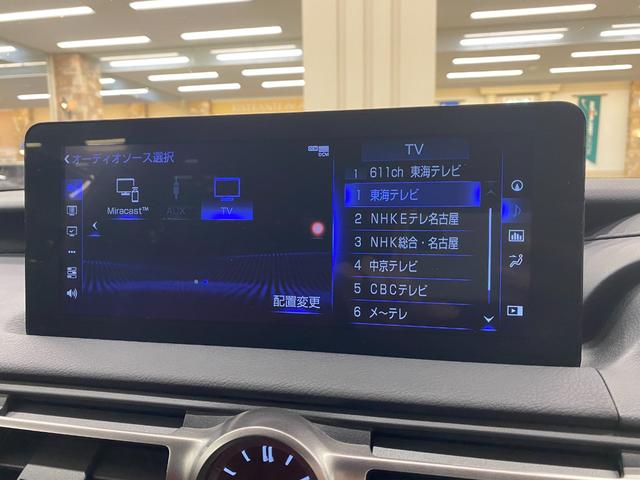 オーディオソース選択
DCM
Miracast™
AUX
TV
配置変更
TV
1 611ch 東海テレビ
1 東海テレビ
2 NHKEテレ名古屋
3 NHK総合・名古屋
4 中京テレビ
5 CBCテレビ
6 メ〜テレ